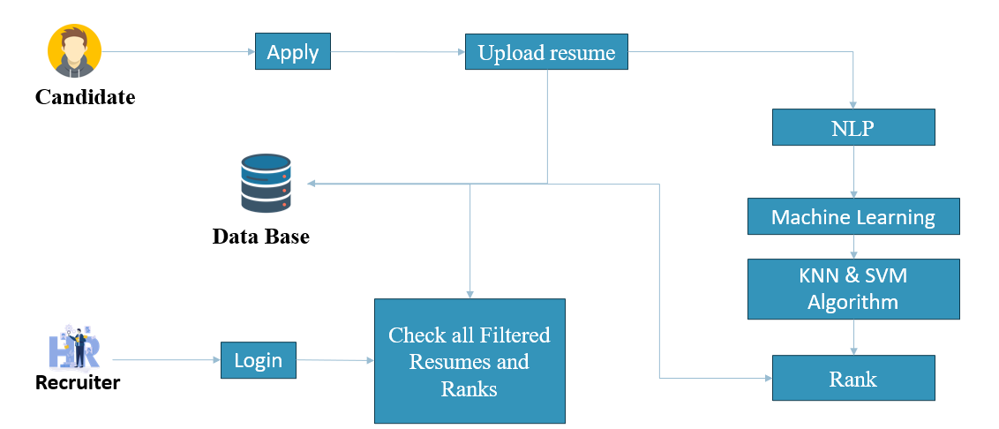 Apply
Upload resume
Candidate
NLP
Data Base
Machine Learning
KNN & SVM
Algorithm
Check all Filtered
Resumes and
Ranks
HR
Login
Recruiter
Rank